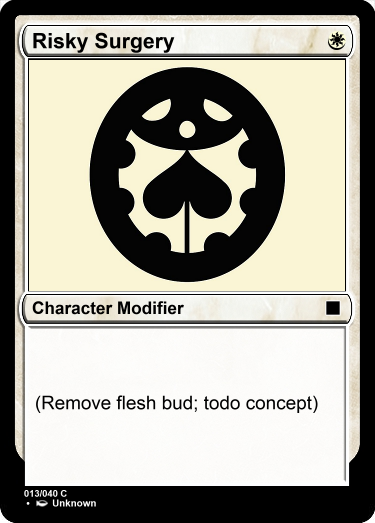 Risky Surgery
Character Modifier
(Remove flesh bud; todo concept)
013/040 C
• Unknown